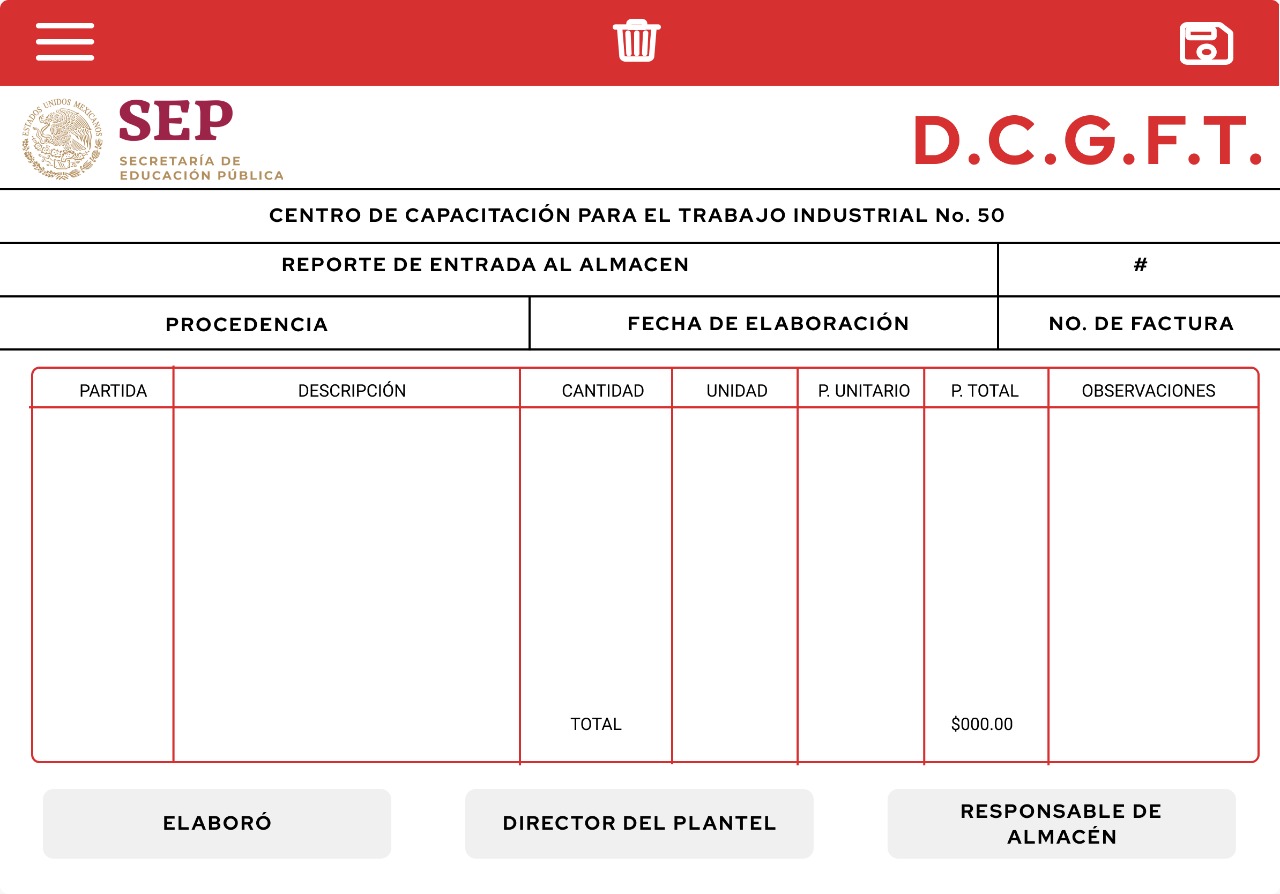 ESTADOS UNIDOS MEXICANOS
SEP
SECRETARÍA DE
EDUCACIÓN PÚBLICA
D.C.G.F.T.
CENTRO DE CAPACITACIÓN PARA EL TRABAJO INDUSTRIAL No. 50
REPORTE DE ENTRADA AL ALMACEN #
PROCEDENCIA FECHA DE ELABORACIÓN NO. DE FACTURA
PARTIDA DESCRIPCIÓN CANTIDAD UNIDAD P. UNITARIO P. TOTAL OBSERVACIONES
TOTAL $000.00
ELABORÓ DIRECTOR DEL PLANTEL RESPONSABLE DE
ALMACÉN